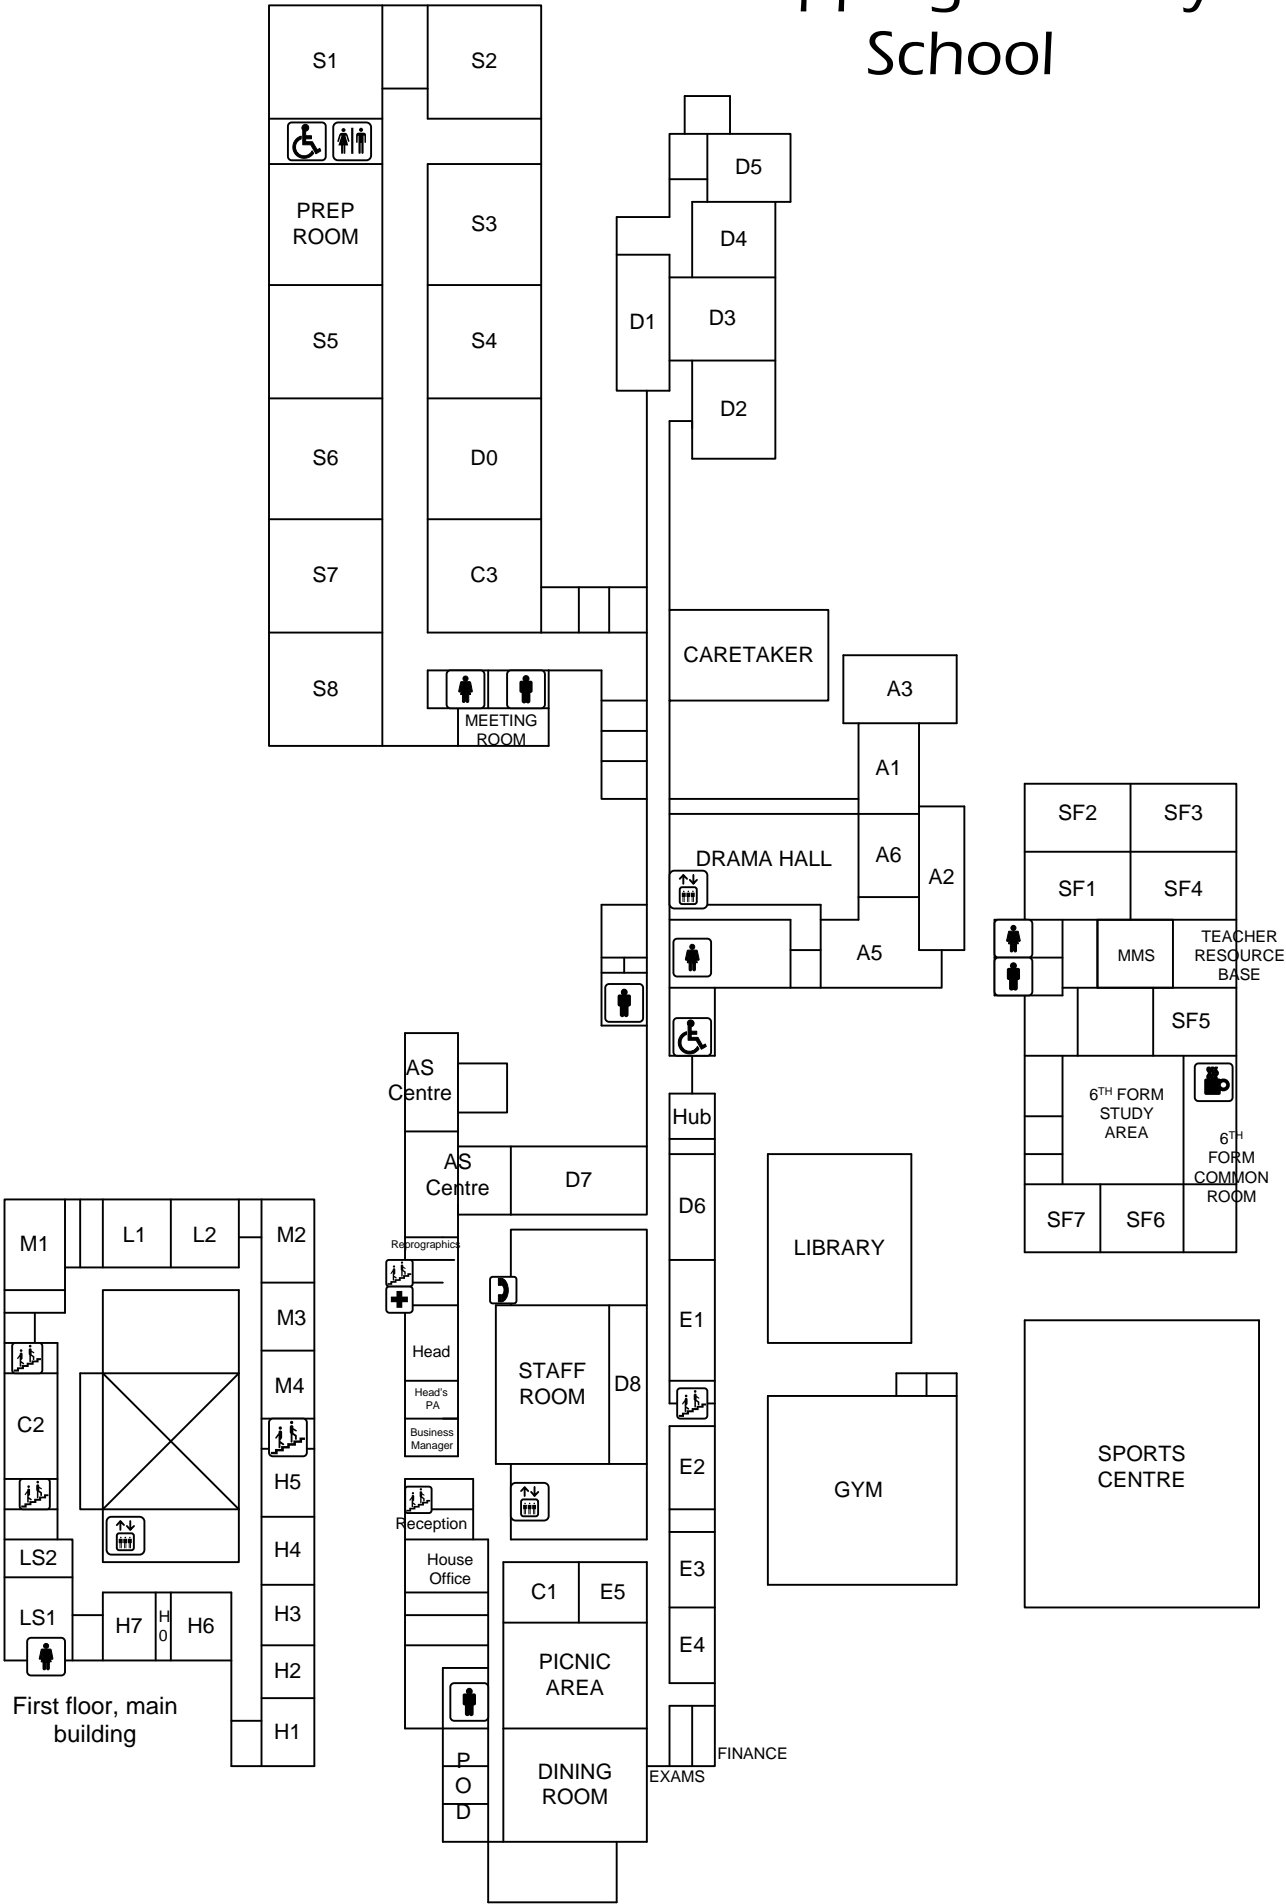 School
S1
S2
PREP
ROOM
S3
S5
S4
S6
D0
S7
C3
S8
MEETING
ROOM
D5
D4
D1
D3
D2
CARETAKER
A3
A1
DRAMA HALL
A6
A2
A5
SF2
SF3
SF1
SF4
MMS
TEACHER
RESOURCE
BASE
SF5
6TH FORM
STUDY
AREA
6TH
FORM
COMMON
ROOM
SF7
SF6
AS
Centre
AS
Centre
D7
Hub
D6
LIBRARY
Reprographics
E1
Head
Head's
PA
Business
Manager
STAFF
ROOM
D8
E2
GYM
SPORTS
CENTRE
Reception
House
Office
C1
E5
E3
E4
PICNIC
AREA
P
O
D
DINING
ROOM
EXAMS
FINANCE
M1
L1
L2
M2
M3
M4
C2
H5
H4
LS2
LS1
H7
H
0
H6
H3
H2
H1
First floor, main
building